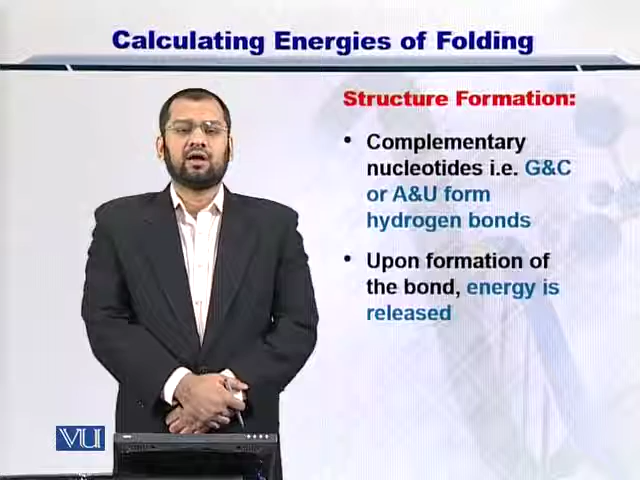 Calculating Energies of Folding
Structure Formation:
• Complementary
nucleotides i.e. G&C
or A&U form
hydrogen bonds
• Upon formation of
the bond, energy is
released
VU